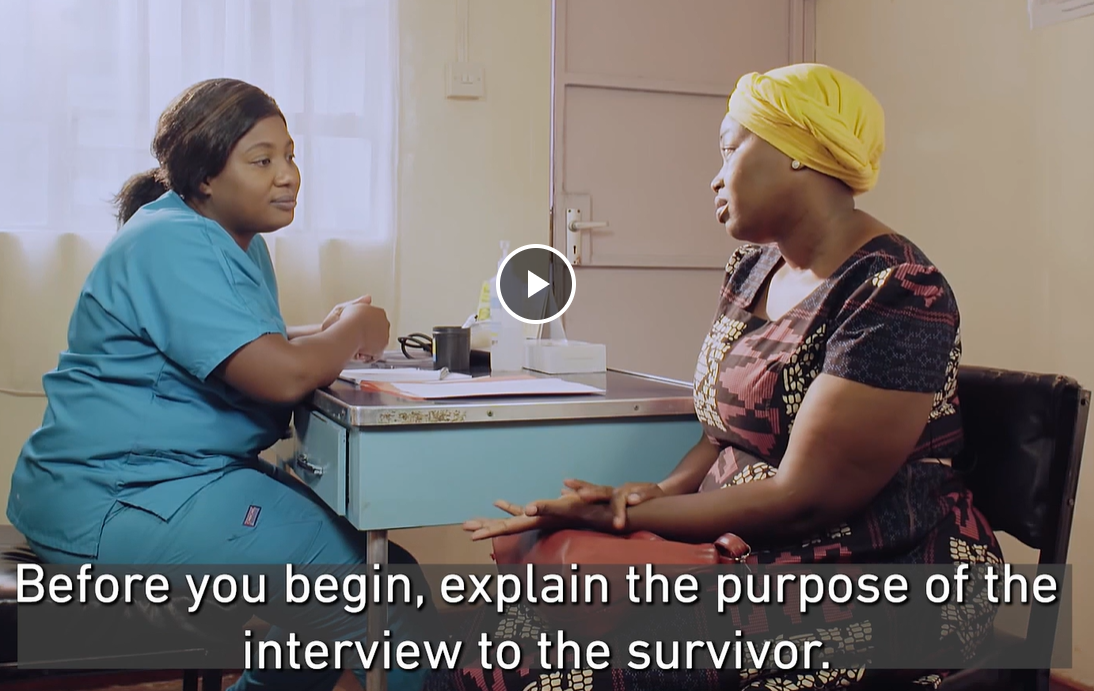 Before you begin, explain the purpose of the
interview to the survivor.